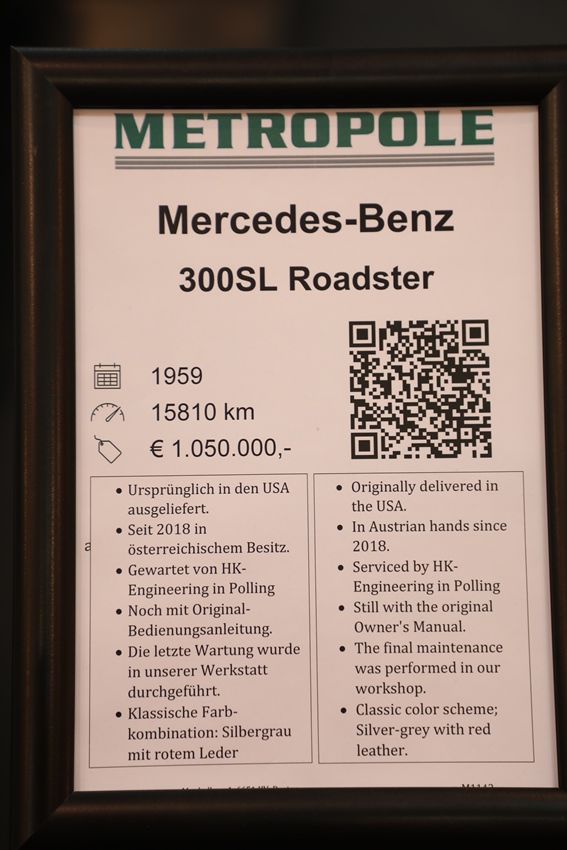 METROPOLE
Mercedes-Benz
300SL Roadster
1959
15810 km
€ 1.050.000,-
• Ursprünglich in den USA
ausgeliefert.
• Seit 2018 in
österreichischem Besitz.
• Gewartet von HK-
Engineering in Polling
• Noch mit Original-
Bedienungsanleitung.
• Die letzte Wartung wurde
in unserer Werkstatt
durchgeführt.
• Klassische Farb-
kombination: Silbergrau
mit rotem Leder
• Originally delivered in
the USA.
• In Austrian hands since
2018.
• Serviced by HK-
Engineering in Polling
• Still with the original
Owner's Manual.
• The final maintenance
was performed in our
workshop.
• Classic color scheme;
Silver-grey with red
leather.